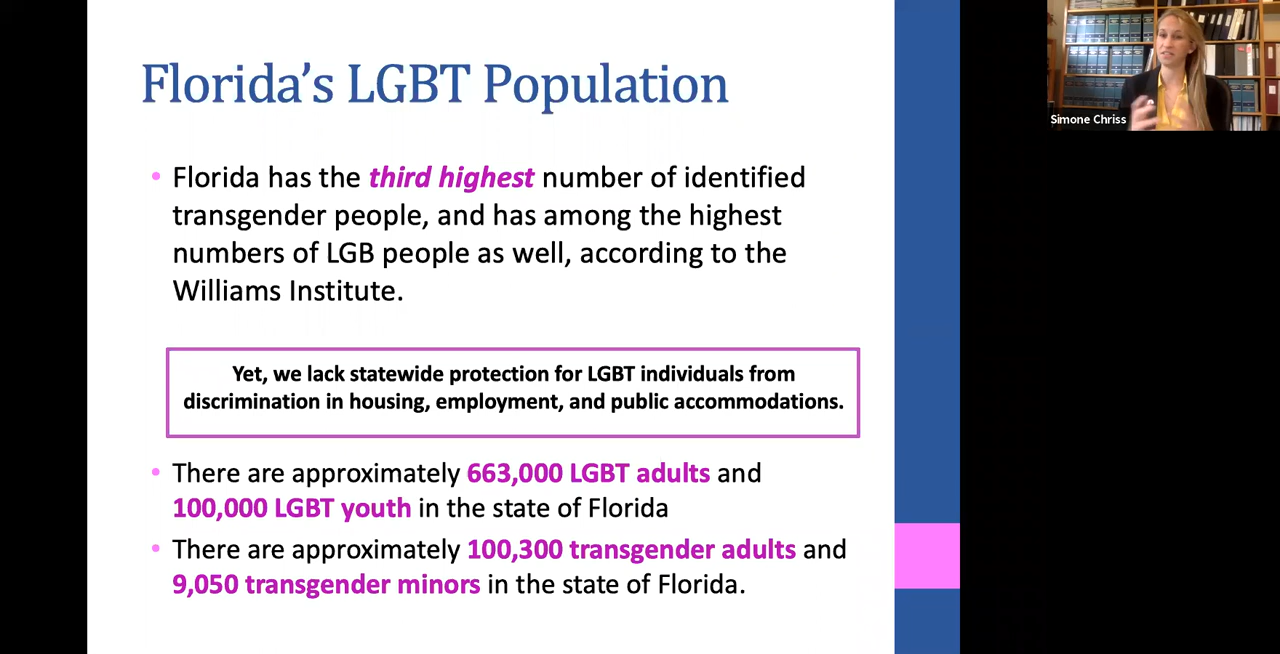 Florida's LGBT Population
Simone Chriss
• Florida has the third highest number of identified
transgender people, and has among the highest
numbers of LGB people as well, according to the
Williams Institute.
Yet, we lack statewide protection for LGBT individuals from
discrimination in housing, employment, and public accommodations.
• There are approximately 663,000 LGBT adults and
100,000 LGBT youth in the state of Florida
• There are approximately 100,300 transgender adults and
9,050 transgender minors in the state of Florida.